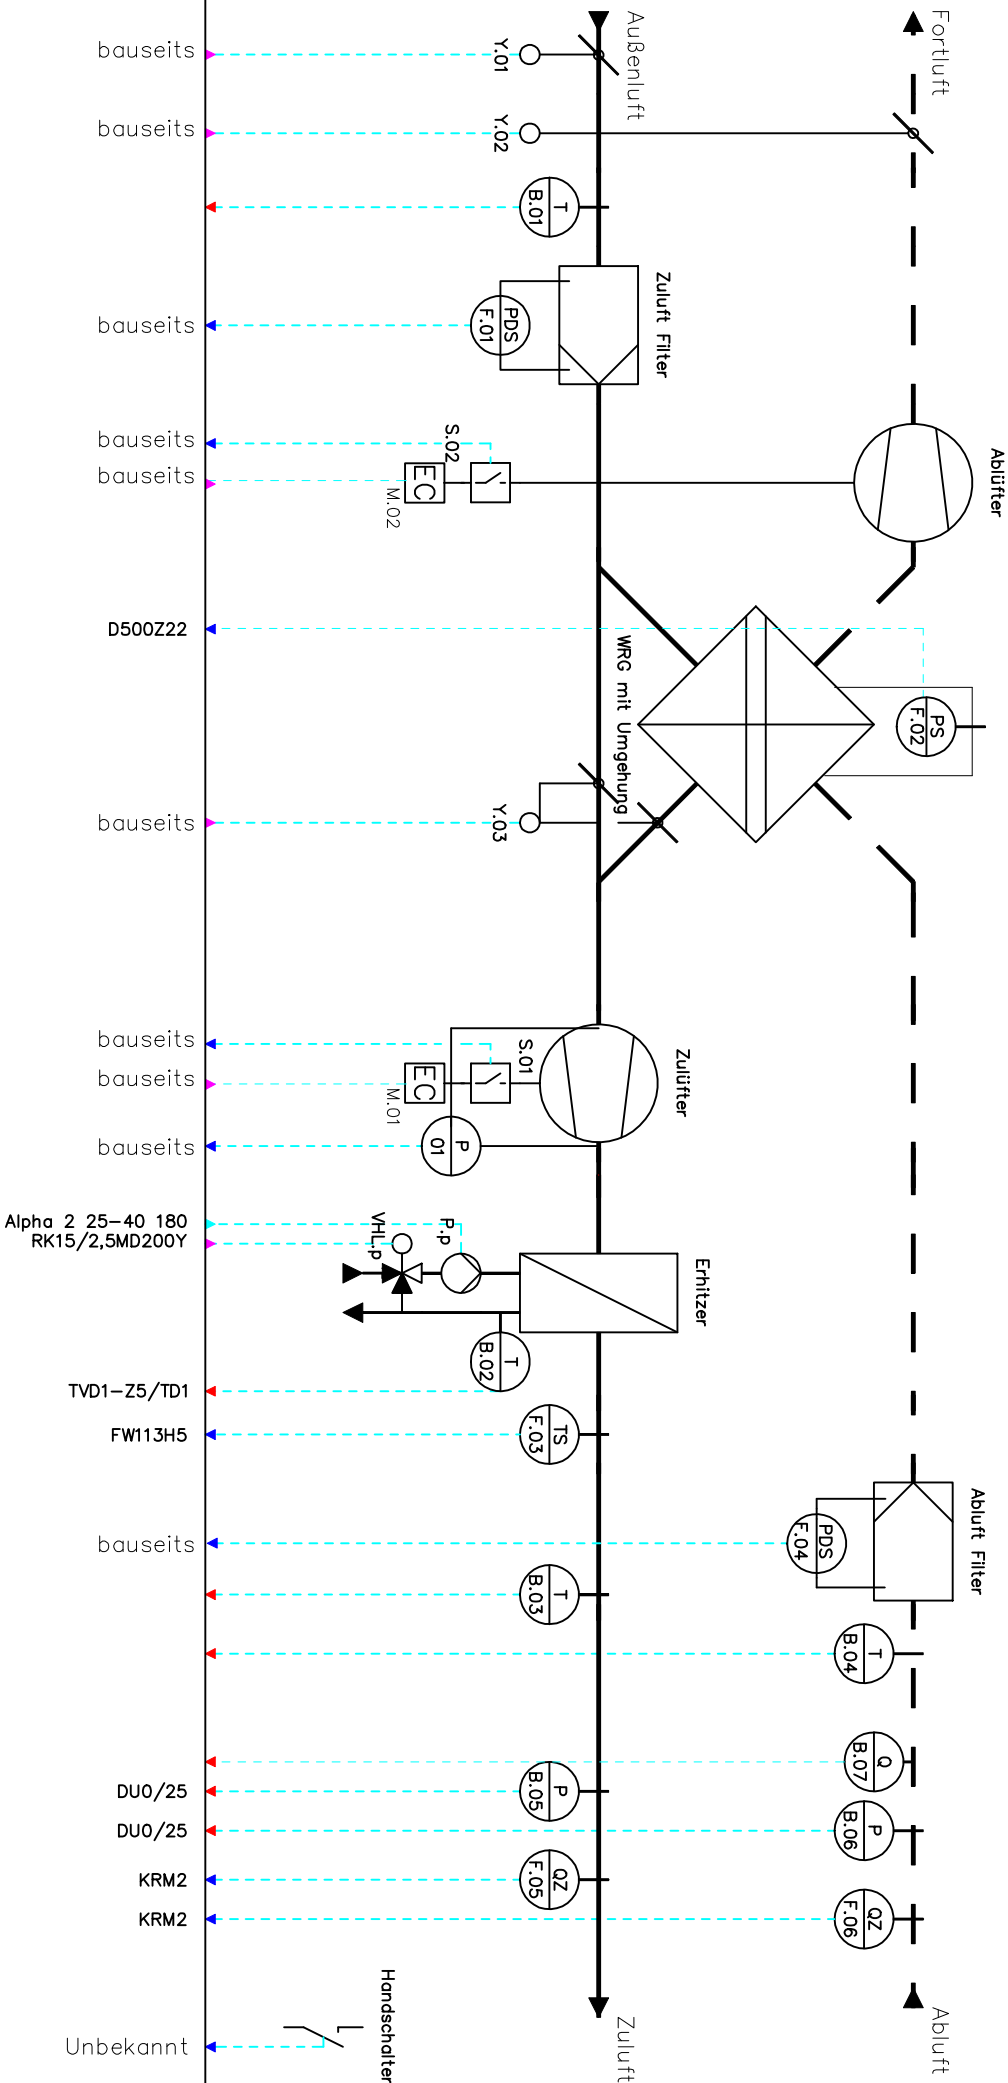 Außenluft
Fortluft
bauseits
Y.01
bauseits
Y.02
T
B.01
Zuluft Filter
bauseits
PDS
F.01
Ablüfter
bauseits
S.02
bauseits
EC
M.02
D500Z22
WRG mit Umgehung
PS
F.02
bauseits
Y.03
Zulüfter
bauseits
S.01
bauseits
EC
M.01
bauseits
P
01
Alpha 2 25-40 180
P.p
RK15/2,5MD200Y
VHL.p
Erhitzer
T
B.02
TVD1-Z5/TD1
FW113H5
TS
F.03
Abluft Filter
bauseits
PDS
F.04
T
B.03
T
B.04
Q
B.07
DU0/25
P
B.05
DU0/25
P
B.06
KRM2
QZ
F.05
KRM2
QZ
F.06
Zuluft
Abluft
Handschalter
Unbekannt